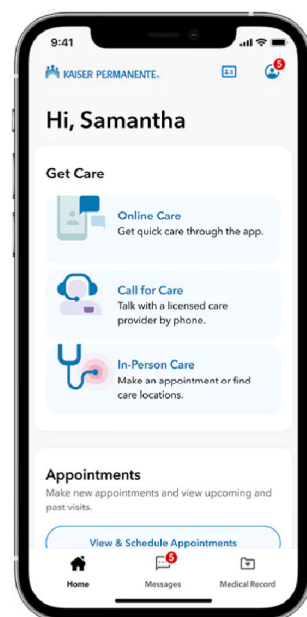 9:41
KAISER PERMANENTE®
5
Hi, Samantha
Get Care
Online Care
Get quick care through the app.
Call for Care
Talk with a licensed care
provider by phone.
In-Person Care
Make an appointment or find
care locations.
Appointments
Make new appointments and view upcoming and
past visits.
View & Schedule Appointments
5
Home Messages Medical Record